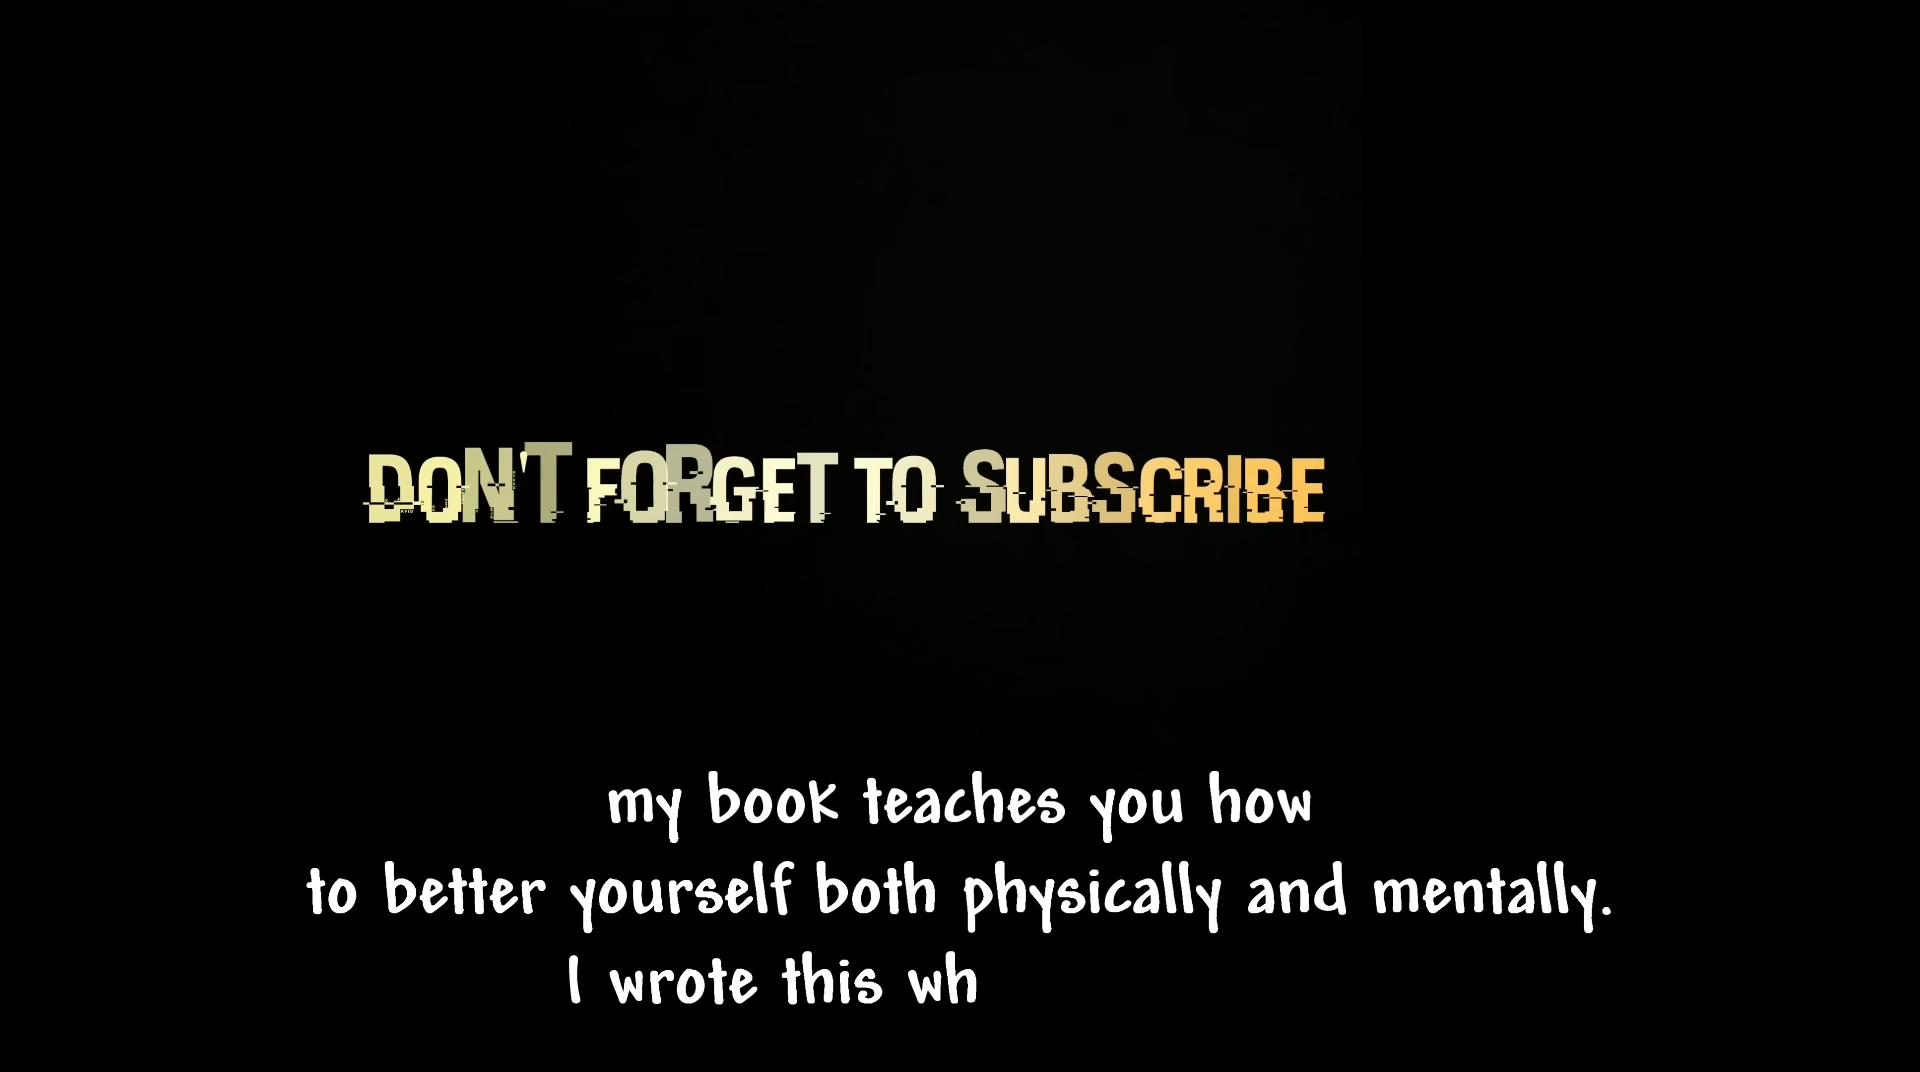 DON'T FORGET TO SUBSCRIBE
my book teaches you how
to better yourself both physically and mentally.
I wrote this wh